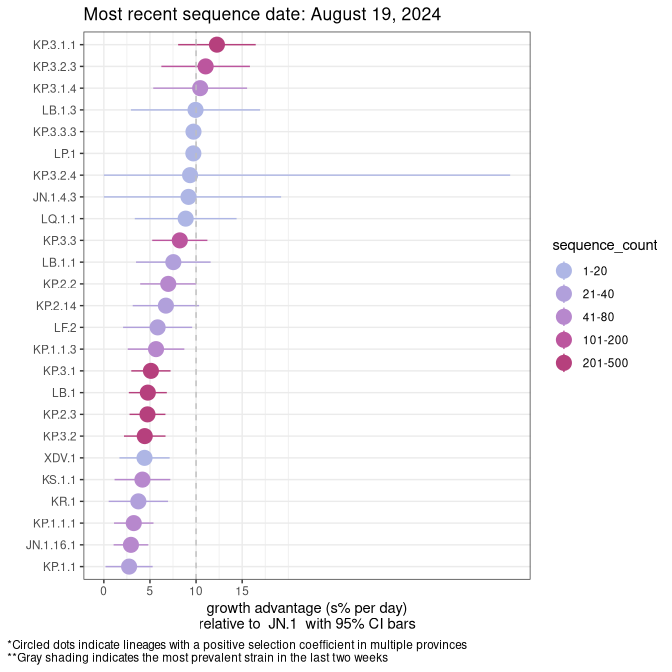 Most recent sequence date: August 19, 2024
KP.3.1.1
KP.3.2.3
KP.3.1.4
LB.1.3
KP.3.3.3
LP.1
KP.3.2.4
JN.1.4.3
LQ.1.1
KP.3.3
LB.1.1
KP.2.2
KP.2.14
LF.2
KP.1.1.3
KP.3.1
LB.1
KP.2.3
KP.3.2
XDV.1
KS.1.1
KR.1
KP.1.1.1
JN.1.16.1
KP.1.1
0 5 10 15
growth advantage (s% per day)
relative to JN.1 with 95% CI bars
sequence_count
1-20
21-40
41-80
101-200
201-500
*Circled dots indicate lineages with a positive selection coefficient in multiple provinces
**Gray shading indicates the most prevalent strain in the last two weeks